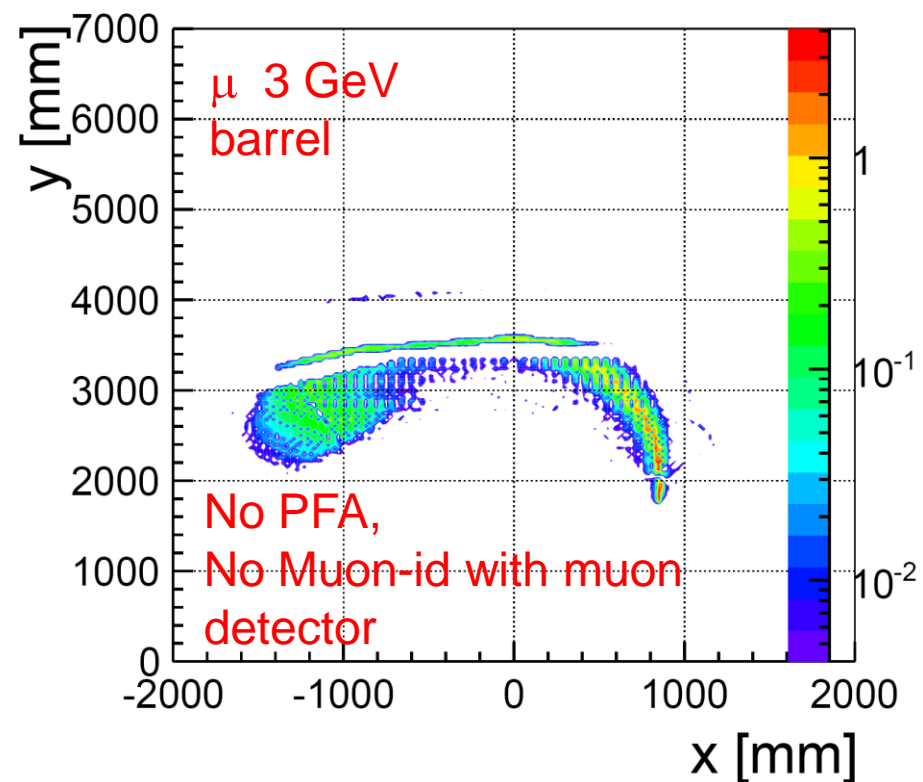 y [mm]
7000
6000
5000
4000
3000
2000
1000
0
μ 3 GeV
barrel
No PFA,
No Muon-id with muon
detector
1
10-1
10-2
-2000 -1000 0 1000 2000
x [mm]